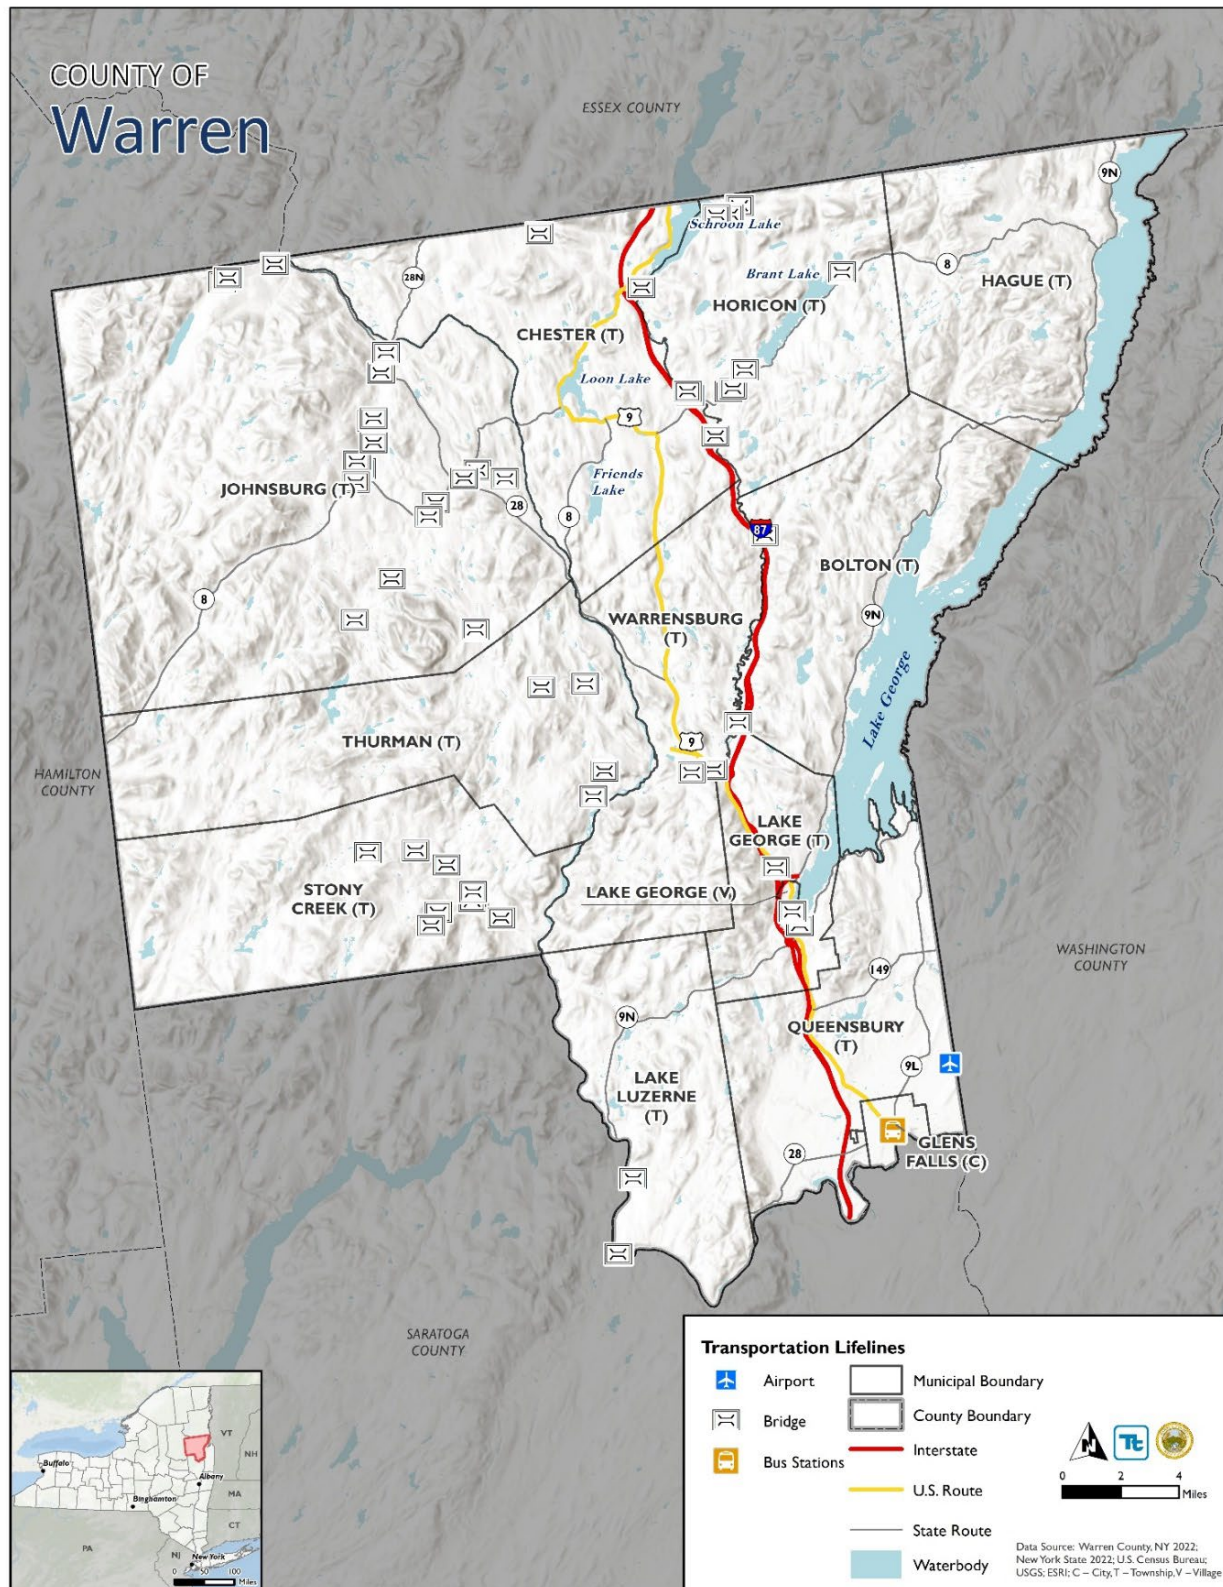 COUNTY OF
Warren
ESSEX COUNTY
9N
Schroon Lake
28N
Brant Lake
8
HAGUE (T)
HORICON (T)
CHESTER (T)
Loon Lake
9
Friends
Lake
JOHNSBURG (T)
28
8
87
BOLTON (T)
8
9N
WARRENSBURG
(T)
Lake George
THURMAN (T)
9
HAMILTON
COUNTY
LAKE
GEORGE (T)
STONY
CREEK (T)
LAKE GEORGE (V)
WASHINGTON
COUNTY
149
9N
QUEENSBURY
(T)
9L
LAKE
LUZERNE
(T)
GLENS
FALLS (C)
28
SARATOGA
COUNTY
Transportation Lifelines
Airport
Bridge
Bus Stations
Municipal Boundary
County Boundary
Interstate
U.S. Route
State Route
Waterbody
N
Tt
0 2 4
Miles
Data Source: Warren County, NY 2022;
New York State 2022; U.S. Census Bureau;
USGS; ESRI; C – City, T – Township, V – Village
VT
NH
Buffalo
Albany
MA
Binghamton
CT
PA
NJ
New York
0 50 100
Miles